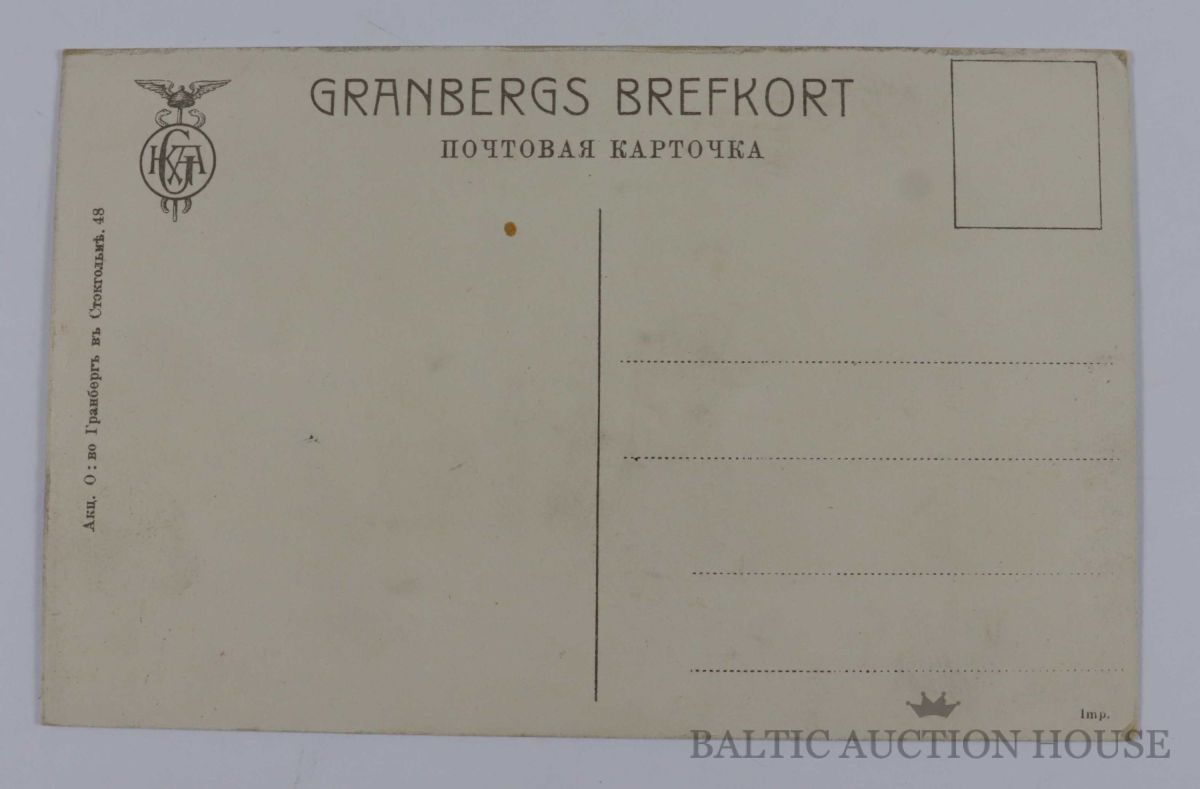 GRANBERGS BREFKORT
ПОЧТОВАЯ КАРТОЧКА
Акц. О: во Гранбергъ въ Стокгольмѣ. 48
Imp.
BALTIC AUCTION HOUSE